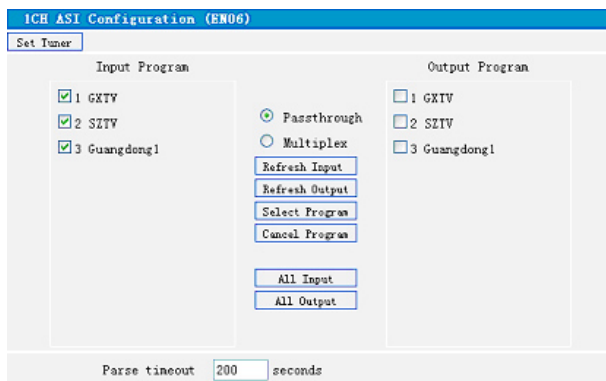 1CH ASI Configuration (EN06)
Set Tuner
Input Program
Output Program
1 GXTV
2 SZTV
3 Guangdong1
Passthrough
Multiplex
Refresh Input
Refresh Output
Select Program
Cancel Program
All Input
All Output
1 GXTV
2 SZTV
3 Guangdong1
Parse timeout 200 seconds